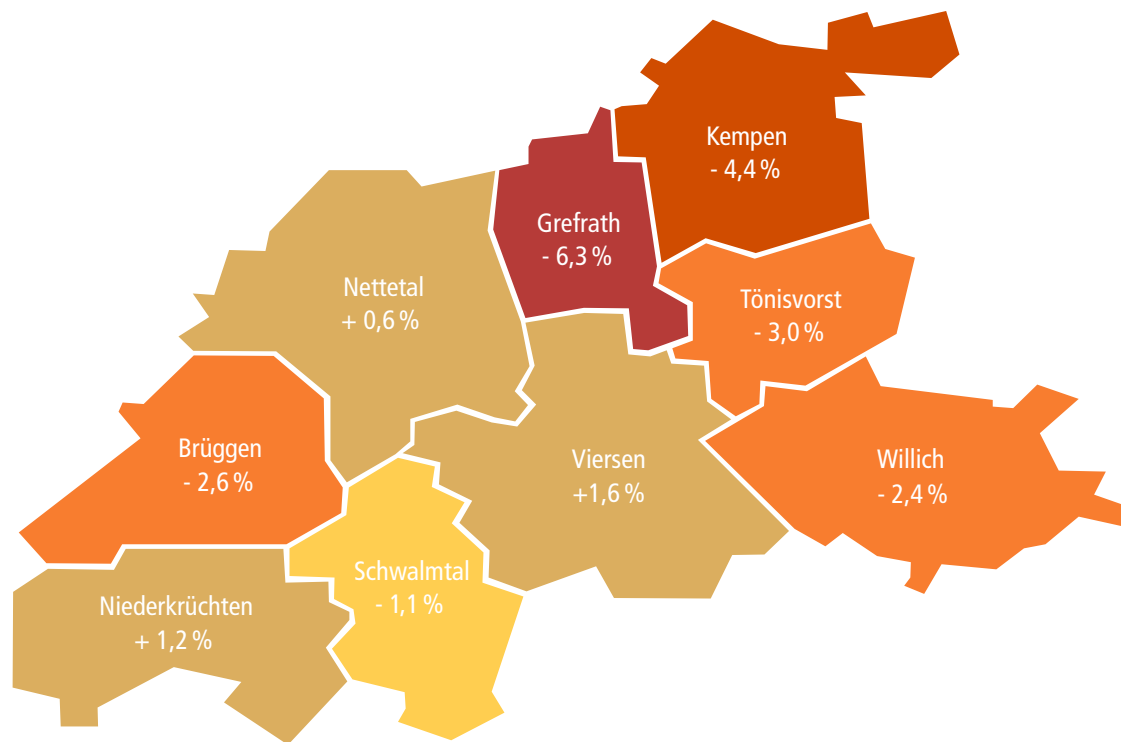 Kempen
- 4,4 %
Grefrath
- 6,3 %
Nettetal
+ 0,6 %
Tönisvorst
- 3,0 %
Brüggen
- 2,6 %
Viersen
+1,6 %
Willich
- 2,4 %
Schwalmtal
- 1,1 %
Niederkrüchten
+ 1,2 %